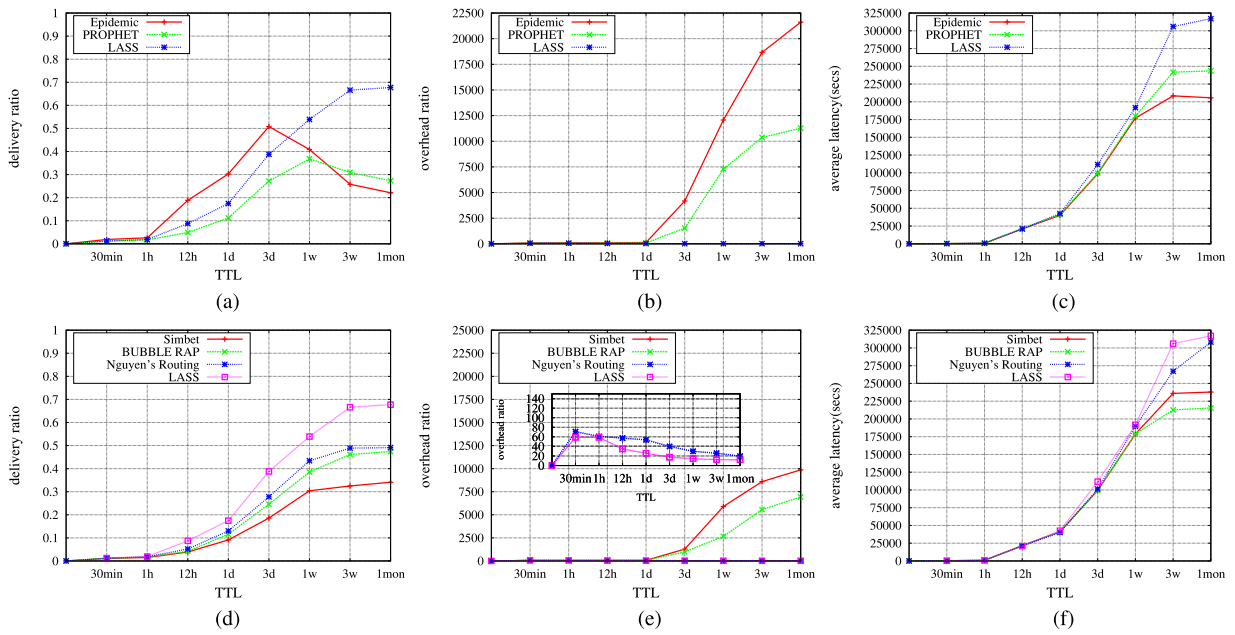 Epidemic
PROPHET
LASS
1
0.9
0.8
0.7
0.6
0.5
0.4
0.3
0.2
0.1
0
delivery ratio
30min 1h 12h 1d 3d 1w 3w 1mon
TTL
(a)
Epidemic
PROPHET
LASS
22500
20000
17500
15000
12500
10000
7500
5000
2500
0
overhead ratio
30min 1h 12h 1d 3d 1w 3w 1mon
TTL
(b)
Epidemic
PROPHET
LASS
325000
300000
275000
250000
225000
200000
175000
150000
125000
100000
75000
50000
25000
0
average latency(secs)
30min 1h 12h 1d 3d 1w 3w 1mon
TTL
(c)
Simbet
BUBBLE RAP
Nguyen's Routing
LASS
1
0.9
0.8
0.7
0.6
0.5
0.4
0.3
0.2
0.1
0
delivery ratio
30min 1h 12h 1d 3d 1w 3w 1mon
TTL
(d)
Simbet
BUBBLE RAP
Nguyen's Routing
LASS
25000
22500
20000
17500
15000
12500
10000
7500
5000
2500
0
overhead ratio
140
120
100
80
60
40
20
0
overhead ratio
30min 1h 12h 1d 3d 1w 3w 1mon
TTL
30min 1h 12h 1d 3d 1w 3w 1mon
TTL
(e)
Simbet
BUBBLE RAP
Nguyen's Routing
LASS
325000
300000
275000
250000
225000
200000
175000
150000
125000
100000
75000
50000
25000
0
average latency(secs)
30min 1h 12h 1d 3d 1w 3w 1mon
TTL
(f)